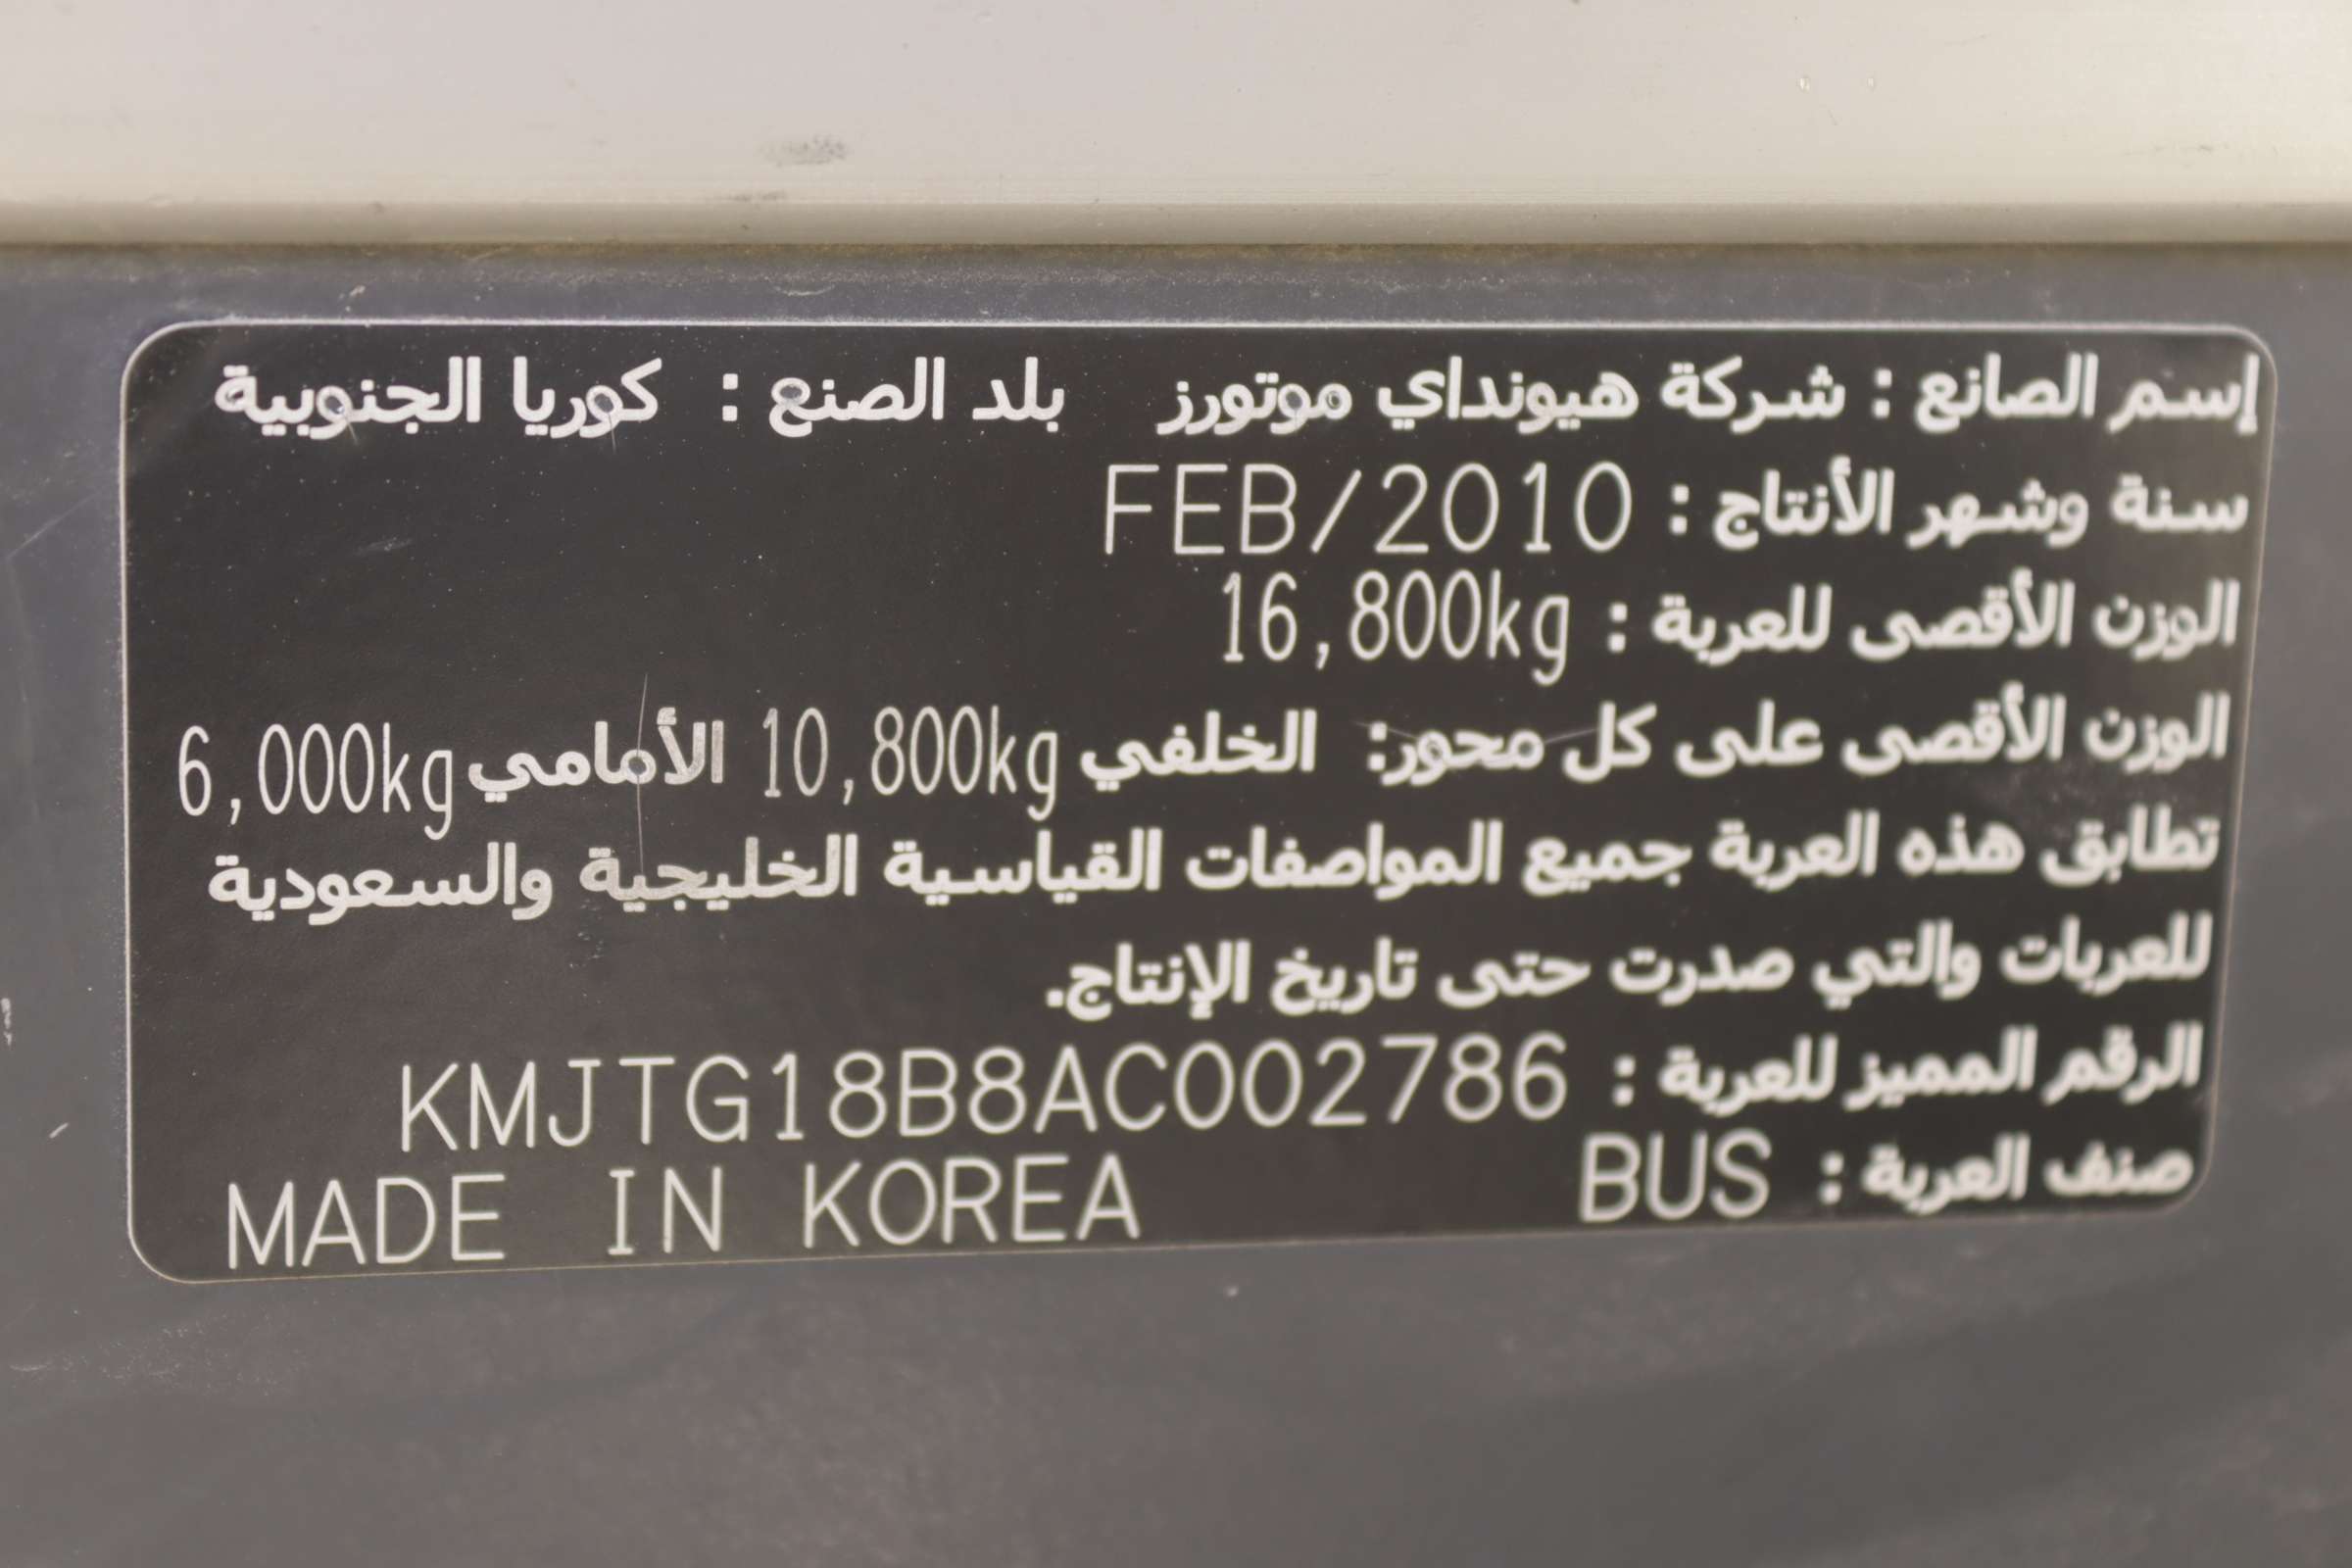 إسم الصانع : شركة هيونداي موتورز بلد الصنع : كوريا الجنوبية
سنة وشهر الأنتاج : FEB/2010
الوزن الأقصى للعربة : 16,800kg
الوزن الأقصى على كل محور: الخلفي 10,800kg الأمامي 6,000kg
تطابق هذه العربة جميع المواصفات القياسية الخليجية والسعودية
للعربات والتي صدرت حتى تاريخ الإنتاج.
الرقم المميز للعربة : KMJTG18B8AC002786
صنف العربة : BUS MADE IN KOREA